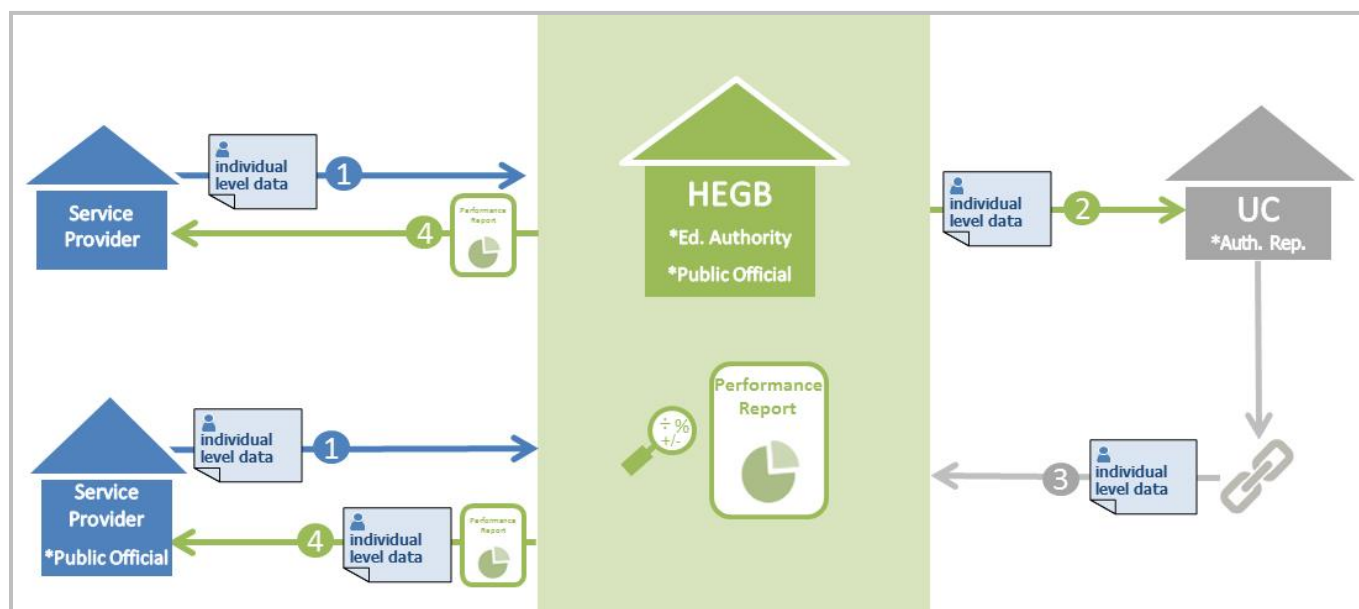 individual
level data
1
Service
Provider
4
Performance
Report
HEGB
*Ed. Authority
*Public Official
individual
level data
2
UC
*Auth. Rep.
individual
level data
1
Service
Provider
*Public Official
4
individual
level data
Performance
Report
÷ %
+/-
Performance
Report
3
individual
level data